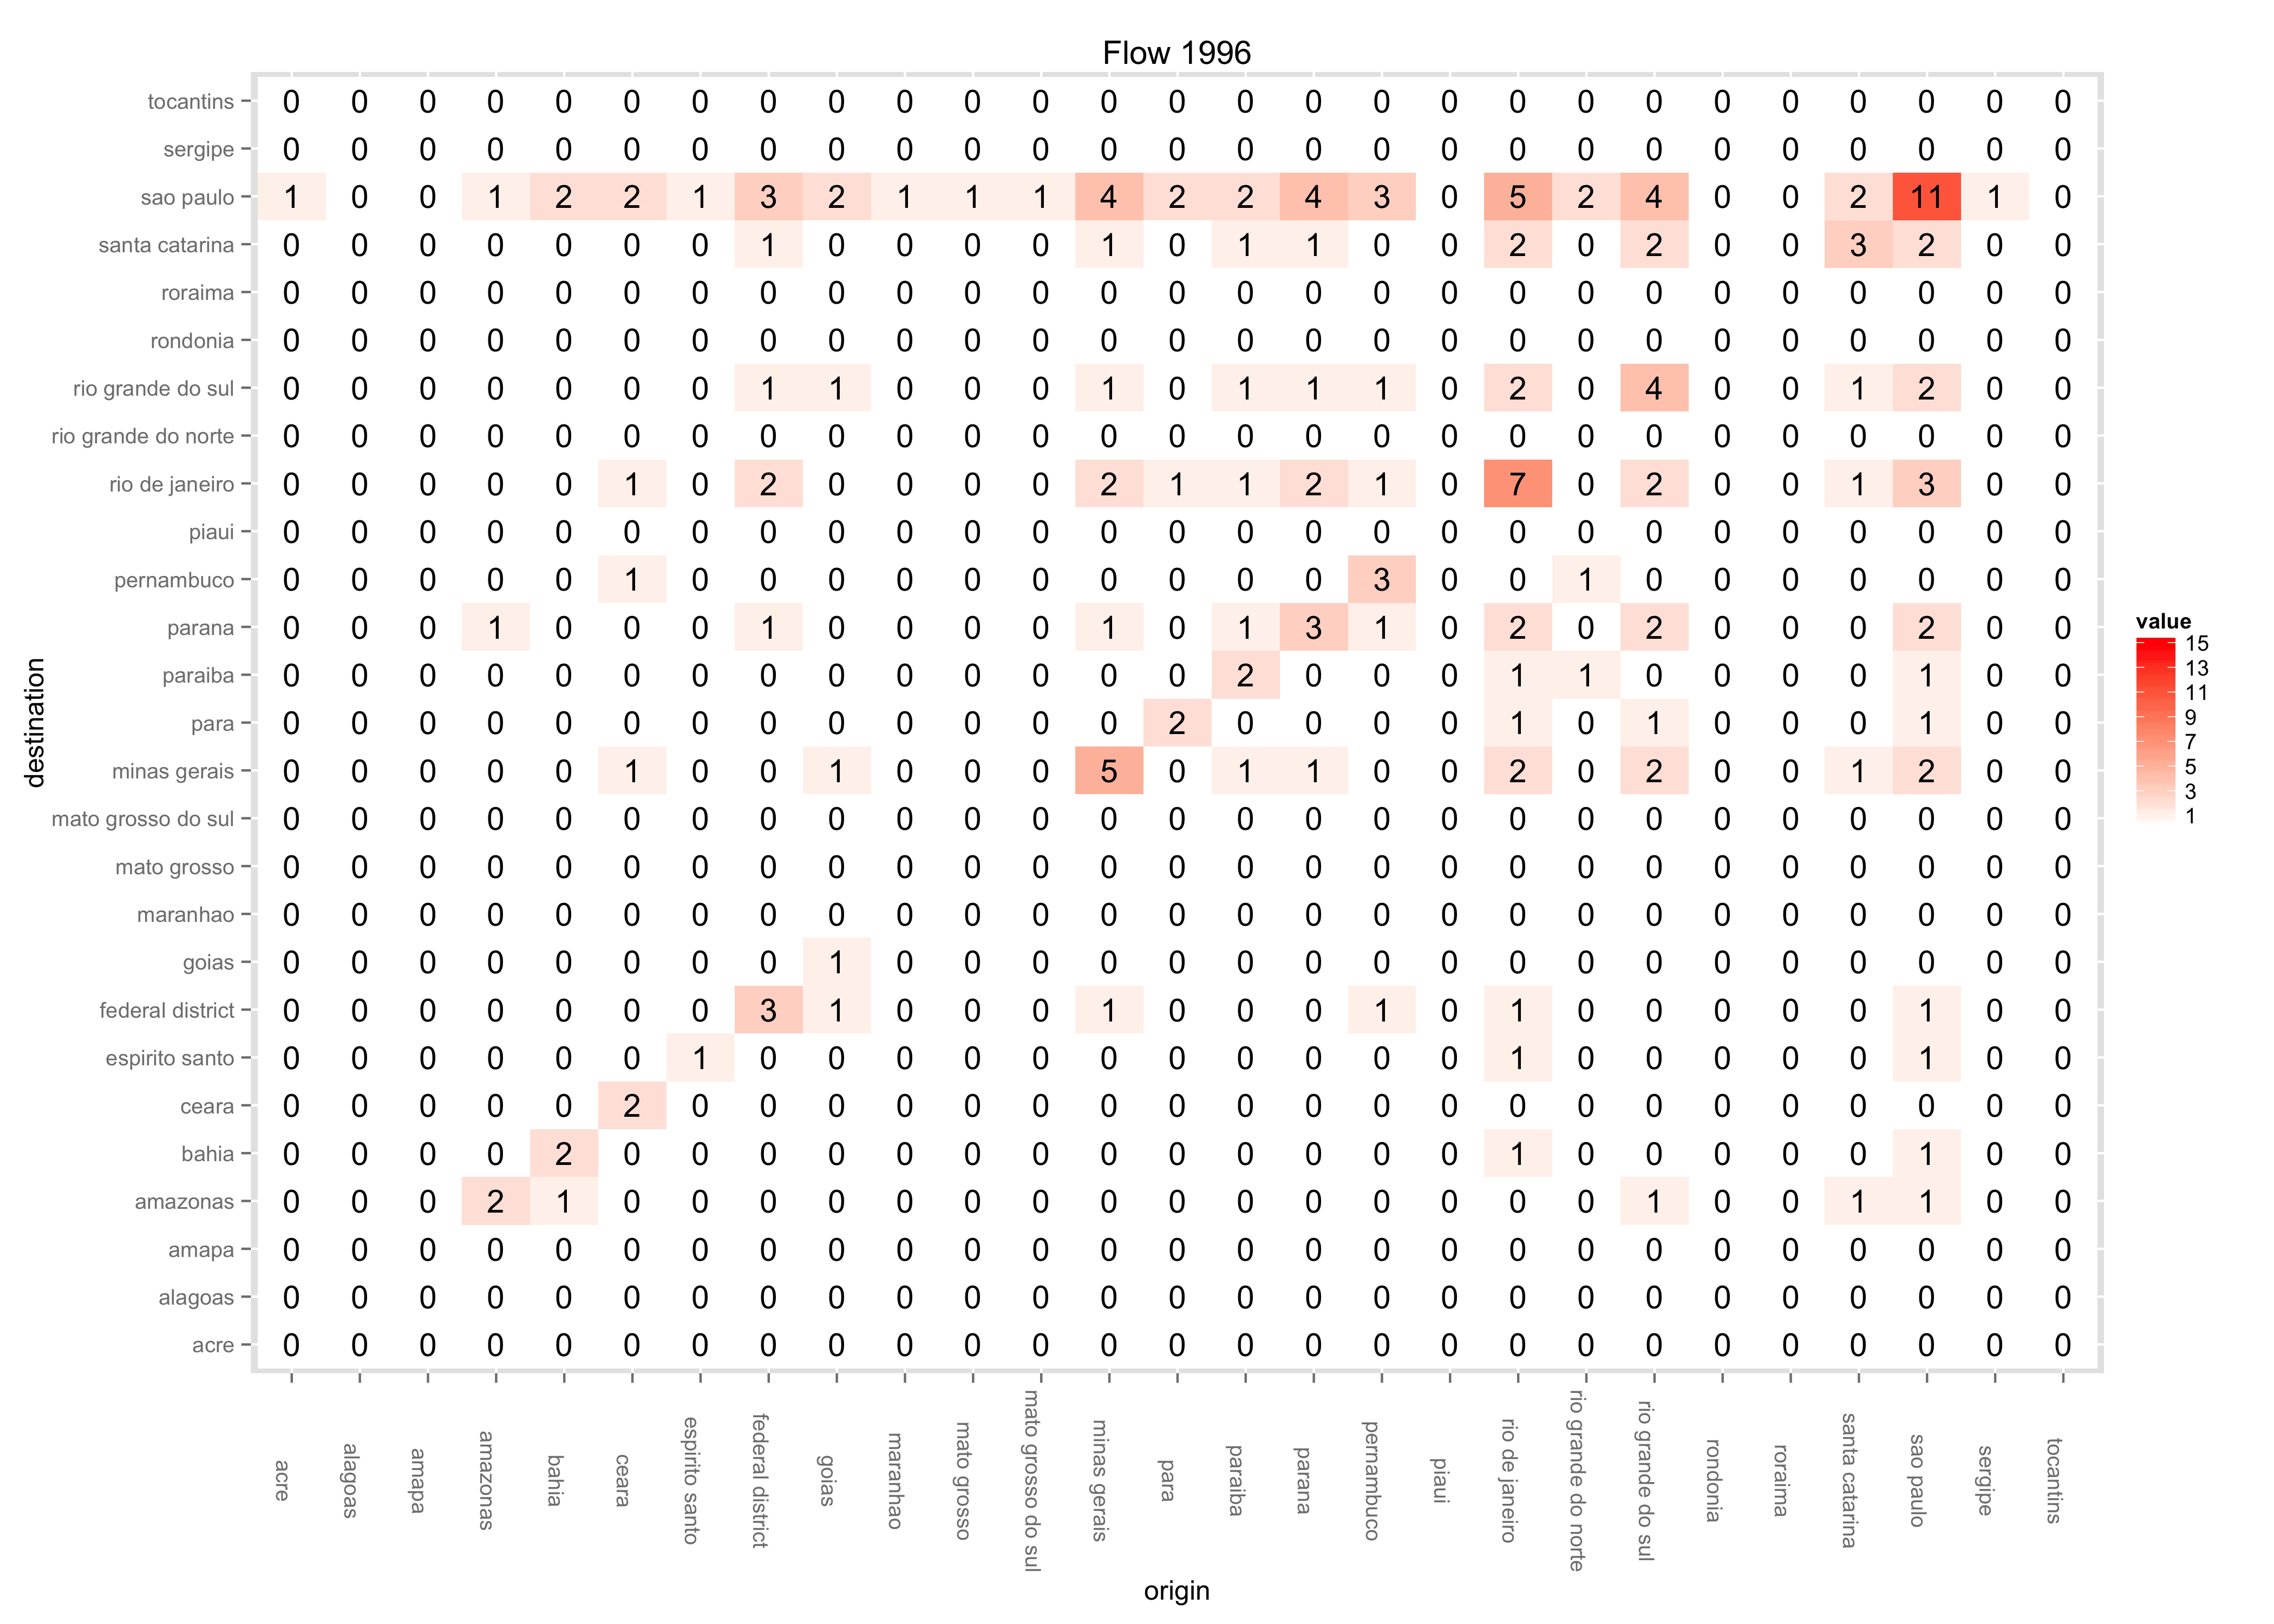 Flow 1996
tocantins 0 0 0 0 0 0 0 0 0 0 0 0 0 0 0 0 0 0 0 0 0 0 0 0 0 0 0
sergipe 0 0 0 0 0 0 0 0 0 0 0 0 0 0 0 0 0 0 0 0 0 0 0 0 0 0 0
sao paulo 1 0 0 1 2 2 1 3 2 1 1 1 4 2 2 4 3 0 5 2 4 0 0 2 11 1 0
santa catarina 0 0 0 0 0 0 0 1 0 0 0 0 1 0 1 1 0 0 2 0 2 0 0 3 2 0 0
roraima 0 0 0 0 0 0 0 0 0 0 0 0 0 0 0 0 0 0 0 0 0 0 0 0 0 0 0
rondonia 0 0 0 0 0 0 0 0 0 0 0 0 0 0 0 0 0 0 0 0 0 0 0 0 0 0 0
rio grande do sul 0 0 0 0 0 0 0 1 1 0 0 0 1 0 1 1 1 0 2 0 4 0 0 1 2 0 0
rio grande do norte 0 0 0 0 0 0 0 0 0 0 0 0 0 0 0 0 0 0 0 0 0 0 0 0 0 0 0
rio de janeiro 0 0 0 0 0 1 0 2 0 0 0 0 2 1 1 2 1 0 7 0 2 0 0 1 3 0 0
piaui 0 0 0 0 0 0 0 0 0 0 0 0 0 0 0 0 0 0 0 0 0 0 0 0 0 0 0
pernambuco 0 0 0 0 0 1 0 0 0 0 0 0 0 0 0 0 3 0 0 1 0 0 0 0 0 0 0
parana 0 0 0 1 0 0 0 1 0 0 0 0 1 0 1 3 1 0 2 0 2 0 0 0 2 0 0
paraiba 0 0 0 0 0 0 0 0 0 0 0 0 0 0 2 0 0 0 1 1 0 0 0 0 1 0 0
para 0 0 0 0 0 0 0 0 0 0 0 0 0 2 0 0 0 0 1 0 1 0 0 0 1 0 0
minas gerais 0 0 0 0 0 1 0 0 1 0 0 0 5 0 1 1 0 0 2 0 2 0 0 1 2 0 0
mato grosso do sul 0 0 0 0 0 0 0 0 0 0 0 0 0 0 0 0 0 0 0 0 0 0 0 0 0 0 0
mato grosso 0 0 0 0 0 0 0 0 0 0 0 0 0 0 0 0 0 0 0 0 0 0 0 0 0 0 0
maranhao 0 0 0 0 0 0 0 0 0 0 0 0 0 0 0 0 0 0 0 0 0 0 0 0 0 0 0
goias 0 0 0 0 0 0 0 0 1 0 0 0 0 0 0 0 0 0 0 0 0 0 0 0 0 0 0
federal district 0 0 0 0 0 0 0 3 1 0 0 0 1 0 0 0 1 0 1 0 0 0 0 0 1 0 0
espirito santo 0 0 0 0 0 0 1 0 0 0 0 0 0 0 0 0 0 0 1 0 0 0 0 0 1 0 0
ceara 0 0 0 0 0 2 0 0 0 0 0 0 0 0 0 0 0 0 0 0 0 0 0 0 0 0 0
bahia 0 0 0 0 2 0 0 0 0 0 0 0 0 0 0 0 0 0 1 0 0 0 0 0 1 0 0
amazonas 0 0 0 2 1 0 0 0 0 0 0 0 0 0 0 0 0 0 0 0 1 0 0 1 1 0 0
amapa 0 0 0 0 0 0 0 0 0 0 0 0 0 0 0 0 0 0 0 0 0 0 0 0 0 0 0
alagoas 0 0 0 0 0 0 0 0 0 0 0 0 0 0 0 0 0 0 0 0 0 0 0 0 0 0 0
acre 0 0 0 0 0 0 0 0 0 0 0 0 0 0 0 0 0 0 0 0 0 0 0 0 0 0 0
destination
acre
alagoas
amapa
amazonas
bahia
ceara
espirito santo
federal district
goias
maranhao
mato grosso
mato grosso do sul
minas gerais
para
paraiba
parana
pernambuco
piaui
rio de janeiro
rio grande do norte
rio grande do sul
rondonia
roraima
santa catarina
sao paulo
sergipe
tocantins
origin
value
15
13
11
9
7
5
3
1